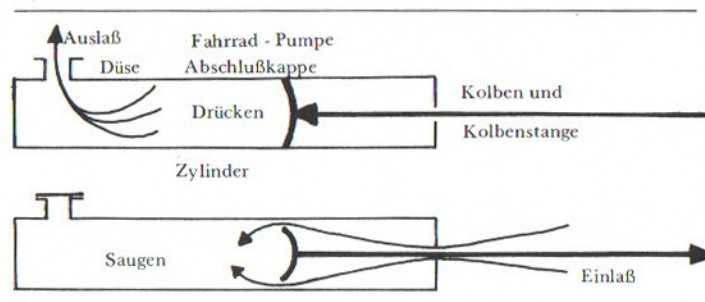 Auslaß
Fahrrad - Pumpe
Düse
Abschlußkappe
Drücken
Kolben und
Kolbenstange
Zylinder
Saugen
Einlaß